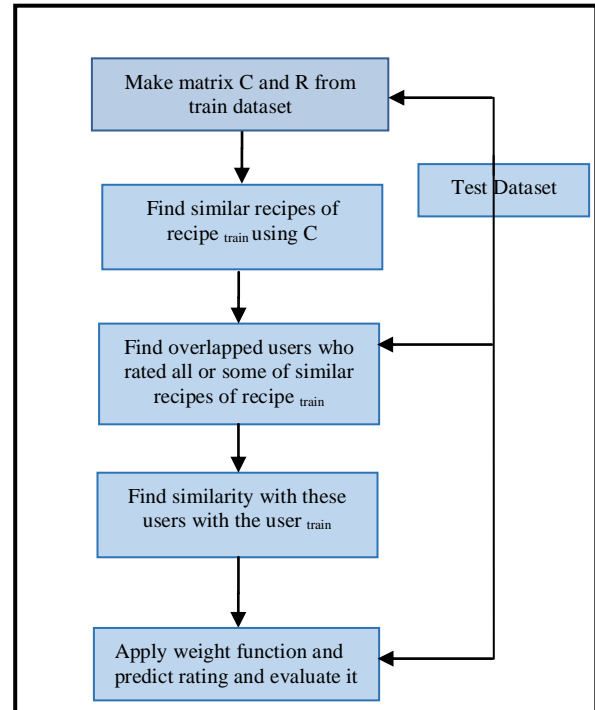 Make matrix C and R from
train dataset
Test Dataset
Find similar recipes of
recipe train using C
Find overlapped users who
rated all or some of similar
recipes of recipe train
Find similarity with these
users with the user train
Apply weight function and
predict rating and evaluate it